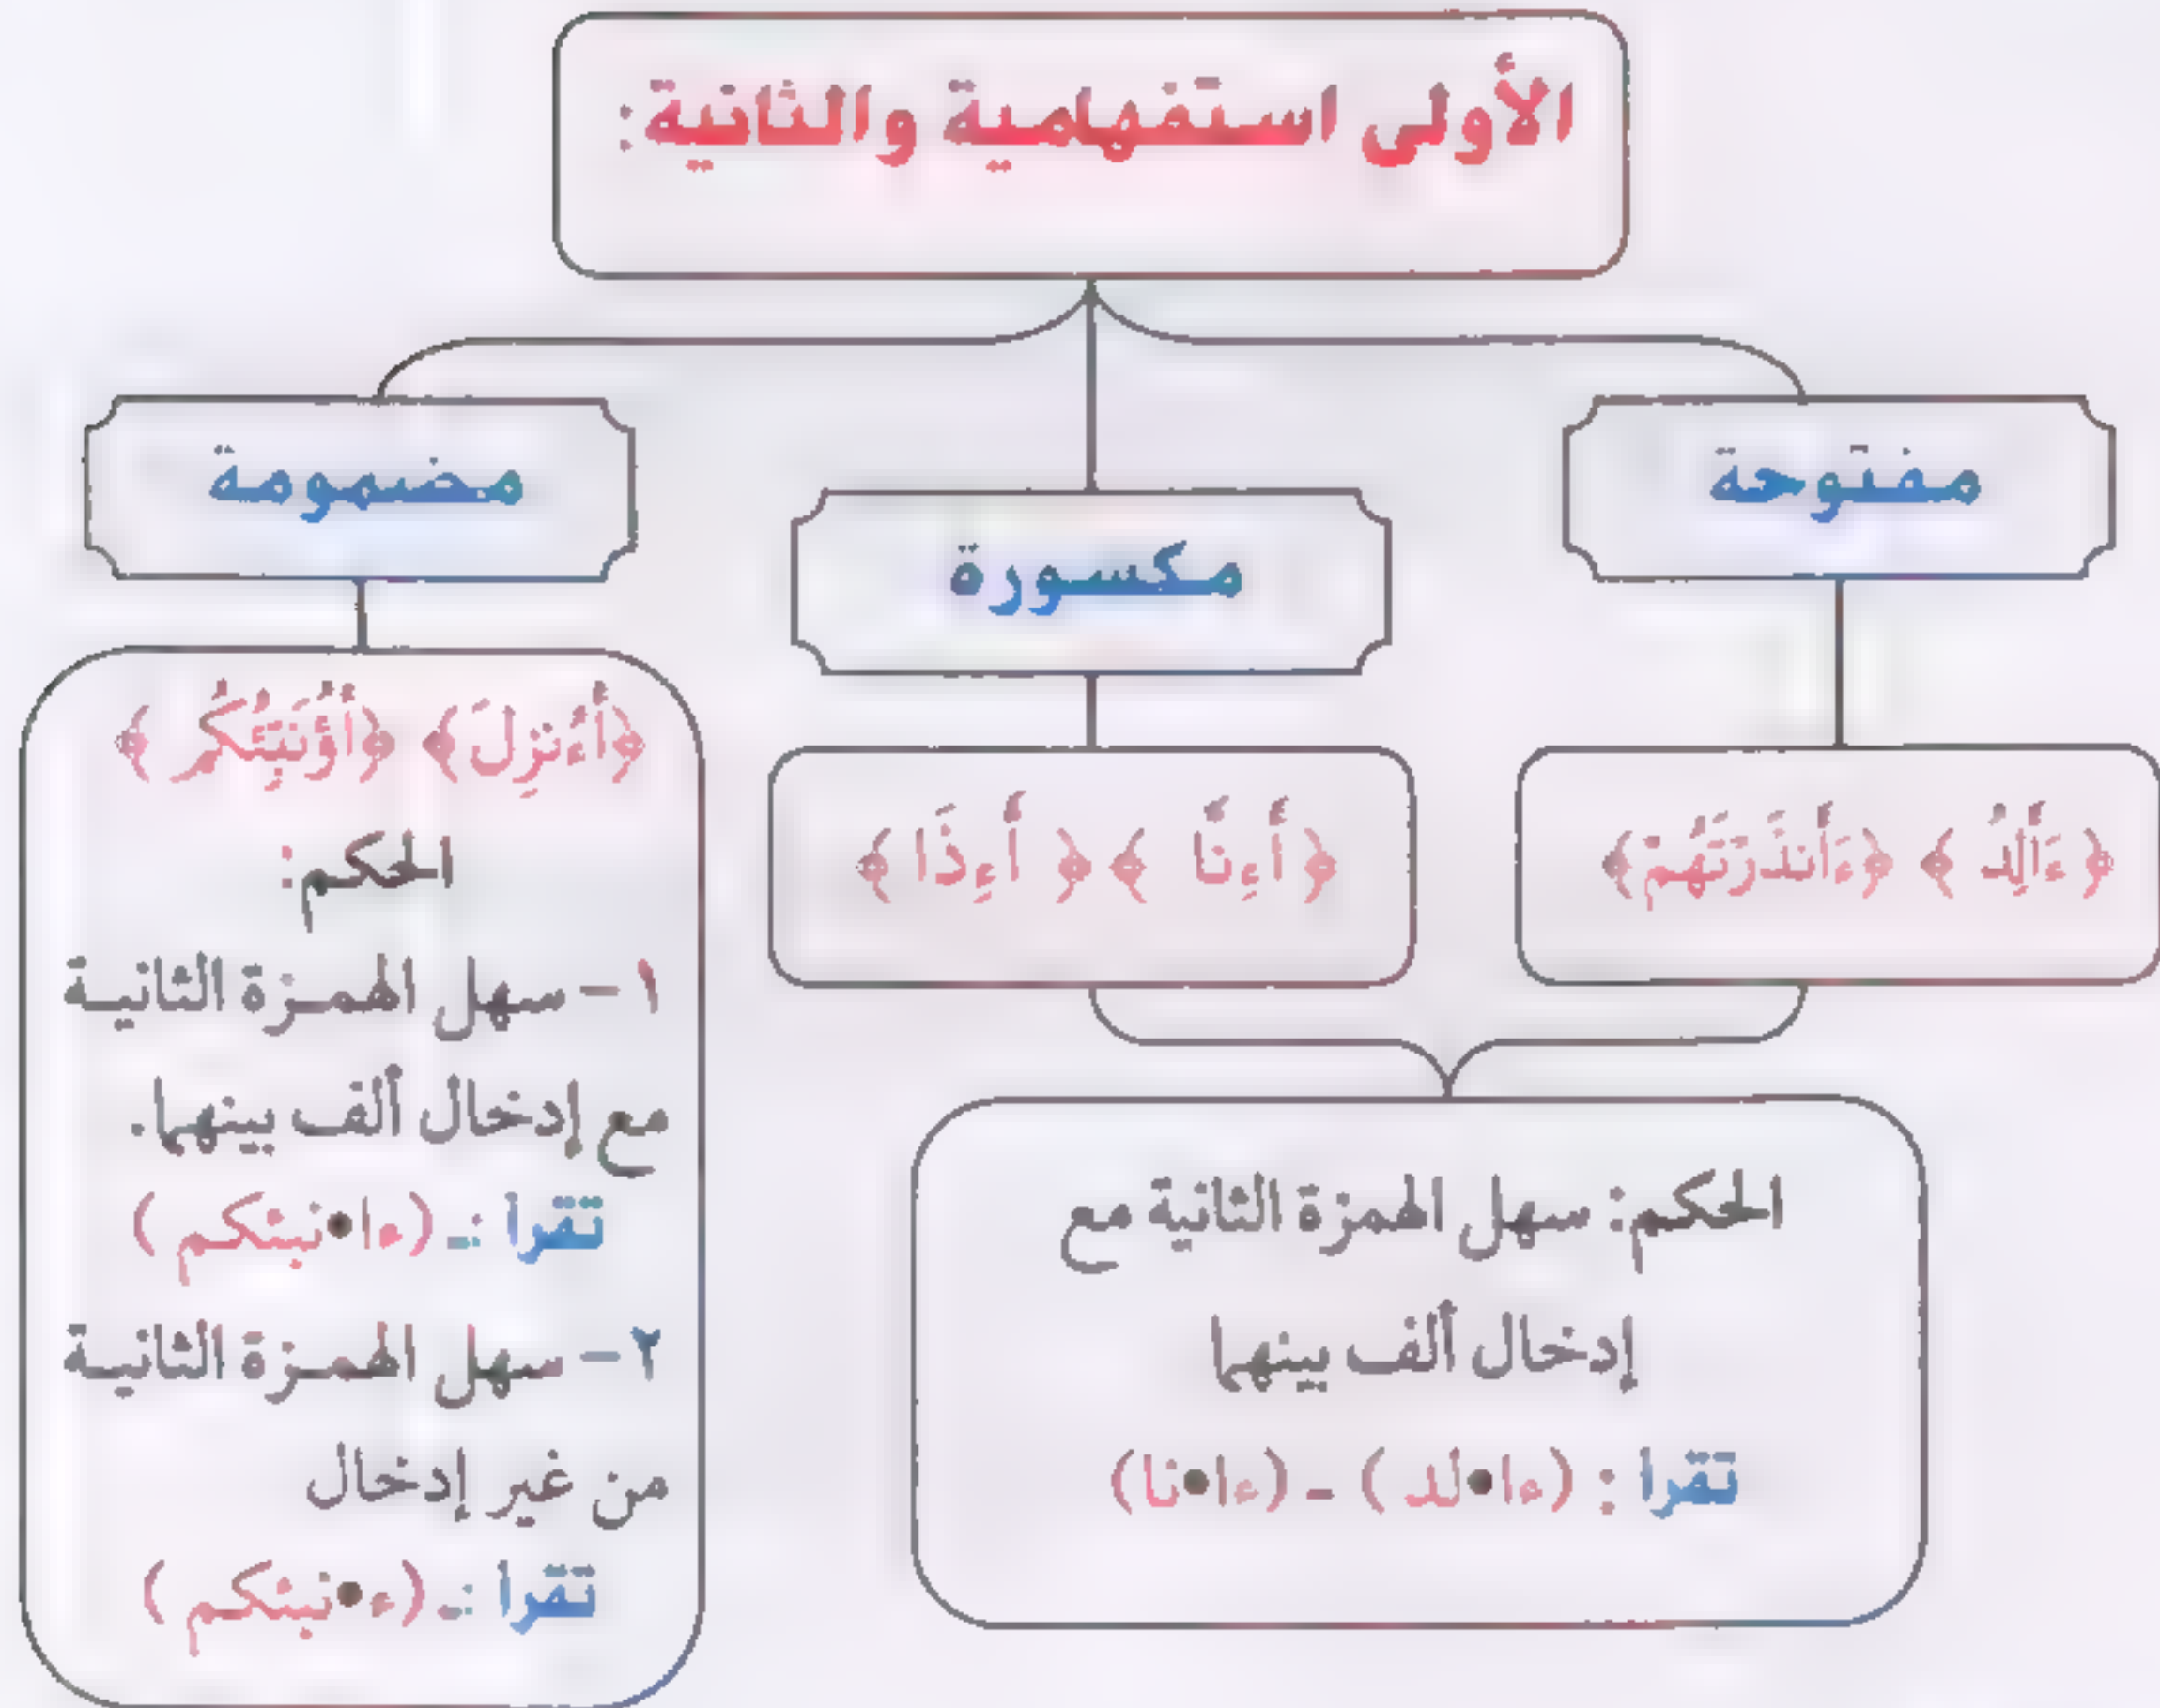 الأولى استفهامية والثانية:
مفتوحة
مكسورة
مضمومة
﴿ ءَأَلِدُ ﴾ ﴿ءَأَنذَرْتَهُمْ﴾
﴿ أَءِنَّا ﴾ ﴿ أَءِذَا ﴾
الحكم: سهل الهمزة الثانية مع
إدخال ألف بينهما
تقرأ : (ءا•لد ) - (ءا•نا)
﴿أَءُنزِلَ﴾ ﴿أَؤُنَبِّئُكُم ﴾
الحكم:
١- سهل الهمزة الثانية
مع إدخال ألف بينهما.
تقرأ :ـ (ءا•نبئكم )
٢- سهل الهمزة الثانية
من غير إدخال
تقرأ :ـ (ء•نبئكم )